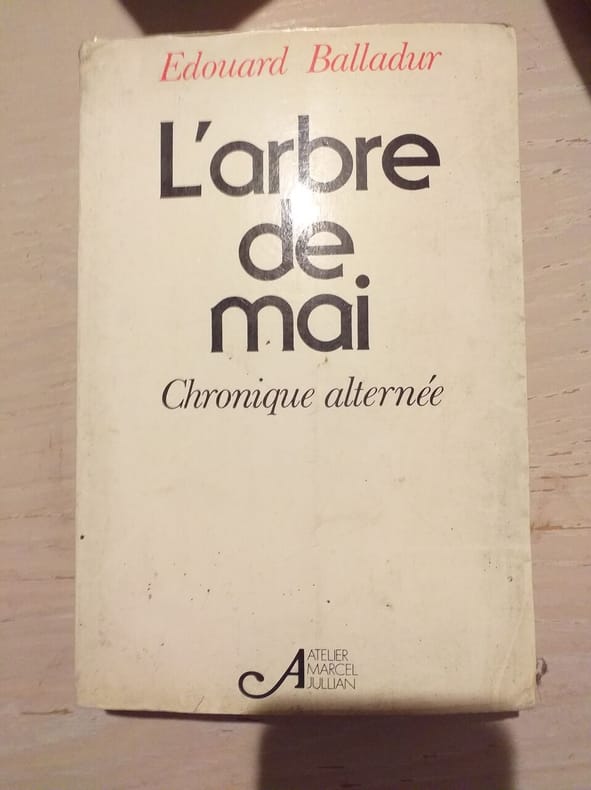 Edouard Balladur
L'arbre
de
mai
Chronique alternée
A ATELIER
MARCEL
JULLIAN